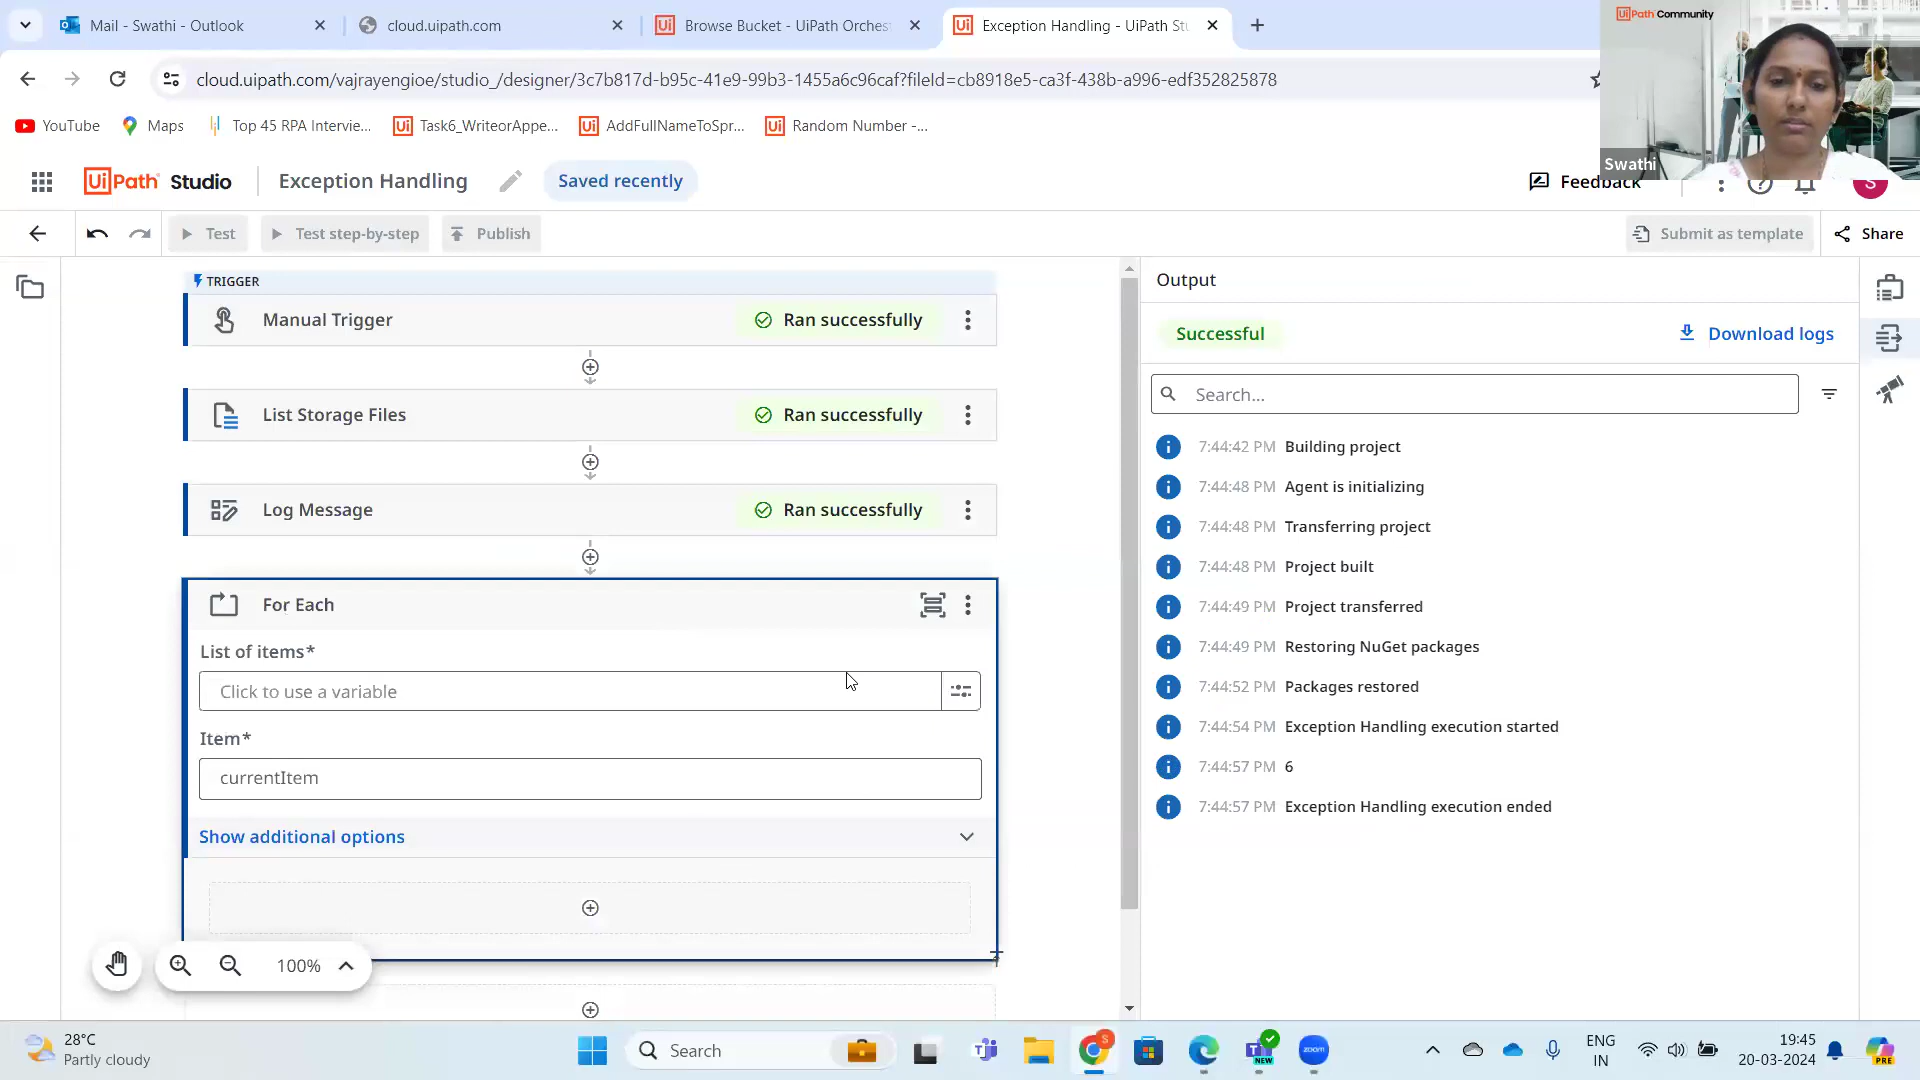 Mail - Swathi - Outlook
cloud.uipath.com
Browse Bucket - UiPath Orches
Exception Handling - UiPath Stu
cloud.uipath.com/vajrayengioe/studio_/designer/3c7b817d-b95c-41e9-99b3-1455a6c96caf?fileId=cb8918e5-ca3f-438b-a996-edf352825878
UiPath Community
Swathi
YouTube
Maps
Top 45 RPA Intervie...
Task6_WriteorAppe...
AddFullNameToSpr...
Random Number -...
UiPath Studio
Exception Handling
Saved recently
Feedback
S
Test
Test step-by-step
Publish
Submit as template
Share
TRIGGER
Manual Trigger
Ran successfully
List Storage Files
Ran successfully
Log Message
Ran successfully
For Each
List of items*
Click to use a variable
Item*
currentItem
Show additional options
100%
Output
Successful
Download logs
Search...
7:44:42 PM Building project
7:44:48 PM Agent is initializing
7:44:48 PM Transferring project
7:44:48 PM Project built
7:44:49 PM Project transferred
7:44:49 PM Restoring NuGet packages
7:44:52 PM Packages restored
7:44:54 PM Exception Handling execution started
7:44:57 PM 6
7:44:57 PM Exception Handling execution ended
28°C
Partly cloudy
Search
S
NEW
zoom
ENG
IN
19:45
20-03-2024
PRE